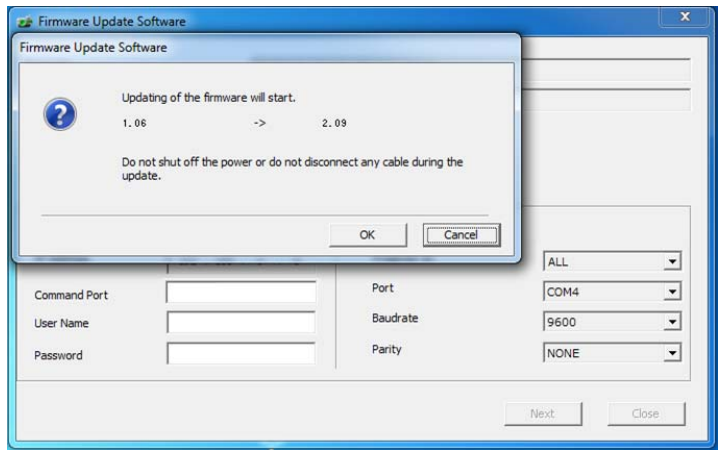 Firmware Update Software
Firmware Update Software
Updating of the firmware will start.
1.06 -> 2.09
Do not shut off the power or do not disconnect any cable during the
update.
OK Cancel
ALL
Command Port Port COM4
User Name Baudrate 9600
Password Parity NONE
Next Close